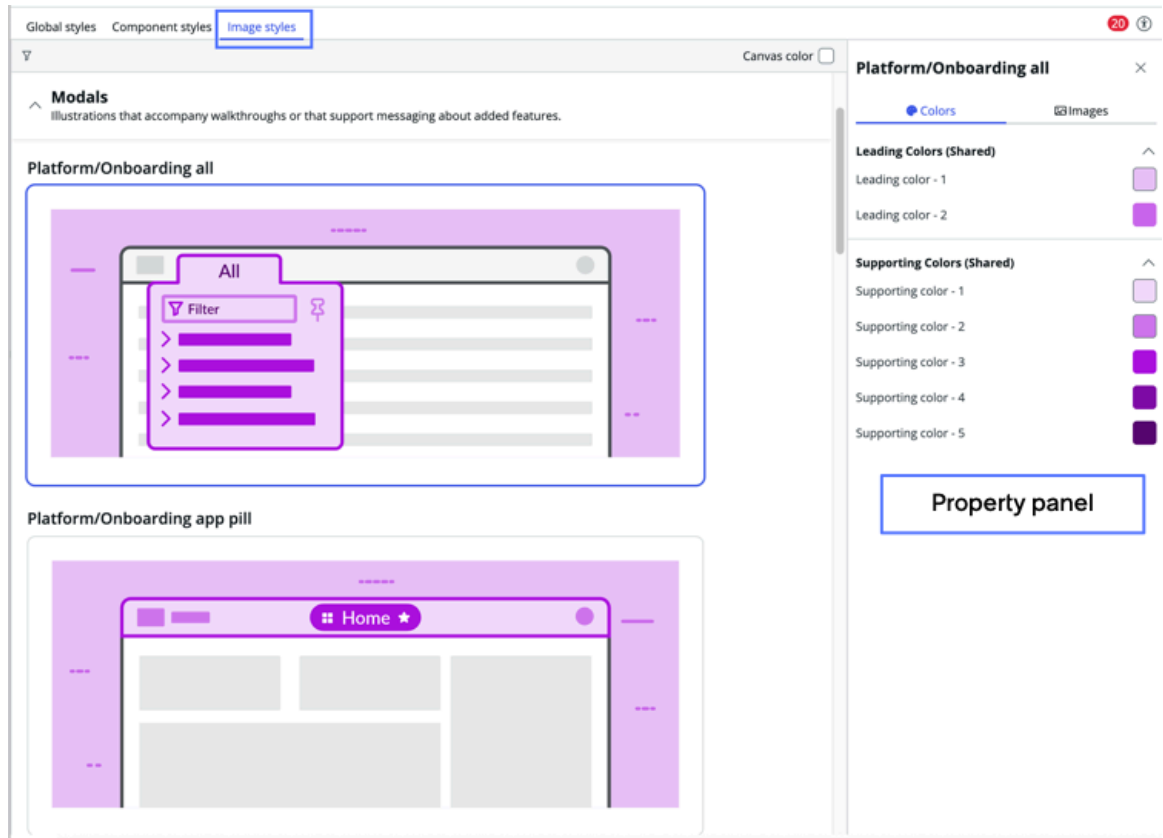 Global styles Component styles Image styles
20
Canvas color
Modals
Illustrations that accompany walkthroughs or that support messaging about added features.
Platform/Onboarding all
All
Filter
Platform/Onboarding app pill
Home
Platform/Onboarding all
Colors Images
Leading Colors (Shared)
Leading color - 1
Leading color - 2
Supporting Colors (Shared)
Supporting color - 1
Supporting color - 2
Supporting color - 3
Supporting color - 4
Supporting color - 5
Property panel